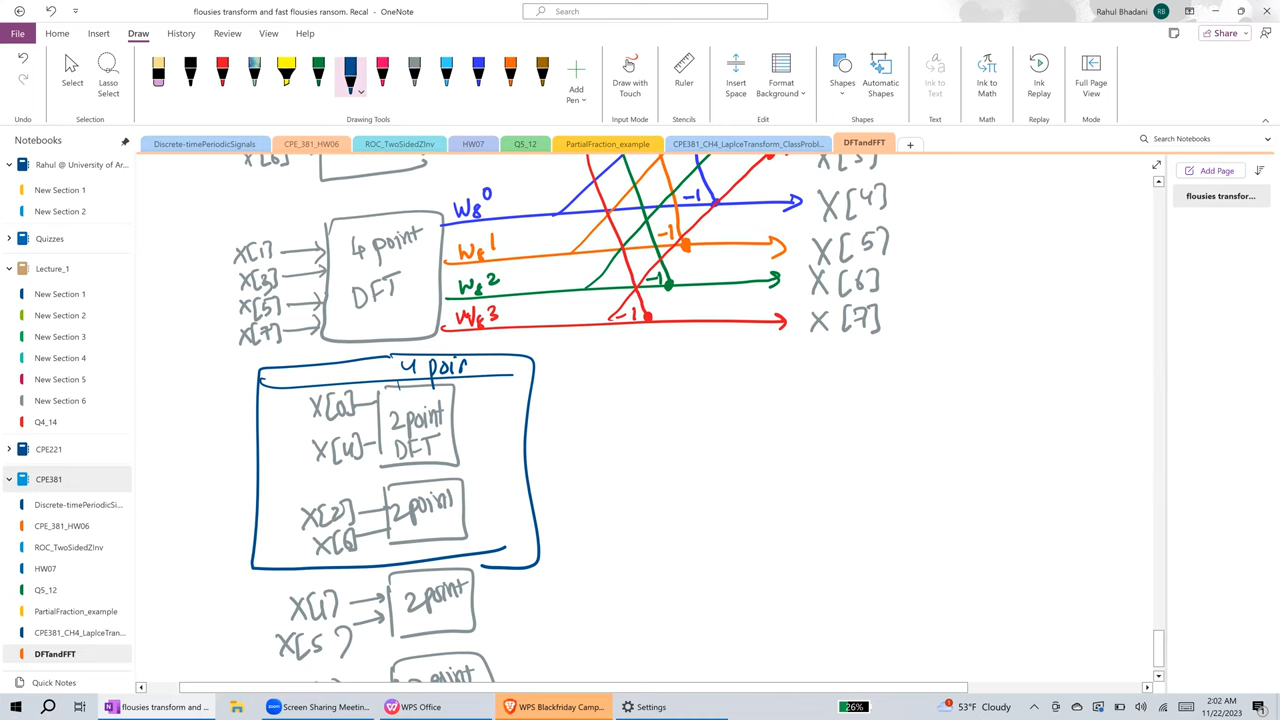 flousies transform and fast flousies ransom. Recal - OneNote
Search
Rahul Bhadani
RB
File
Home
Insert
Draw
History
Review
View
Help
Share
Undo
Select
Lasso Select
Add Pen
Draw with Touch
Ruler
Insert Space
Format Background
Shapes
Automatic Shapes
Ink to Text
Ink to Math
Ink Replay
Full Page View
Undo
Selection
Drawing Tools
Input Mode
Stencils
Edit
Shapes
Text
Math
Replay
Mode
Notebooks
Discrete-timePeriodicSignals
CPE_381_HW06
ROC_TwoSidedZInv
HW07
Q5_12
PartialFraction_example
CPE381_CH4_LaplceTransform_ClassProbl...
DFTandFFT
Search Notebooks
Rahul @ University of Ar...
New Section 1
New Section 2
Quizzes
Lecture_1
New Section 1
New Section 2
New Section 3
New Section 4
New Section 5
New Section 6
Q4_14
CPE221
CPE381
Discrete-timePeriodicSi...
CPE_381_HW06
ROC_TwoSidedZInv
HW07
Q5_12
PartialFraction_example
CPE381_CH4_LaplceTran...
DFTandFFT
Quick Notes
Add Page
flousies transfor...
X[4]
X[5]
X[6]
X[7]
W8^0
-1
W8^1
-1
W8^2
-1
W8^3
-1
X[1]
X[3]
X[5]
X[7]
4 point
DFT
4 poin
X[0]
X[4]
2point
DFT
X[2]
X[6]
2point
X[1]
X[5]
2point
2point
flousies transform and ...
Screen Sharing Meetin...
WPS Office
WPS Blackfriday Camp...
Settings
26%
53°F Cloudy
2:02 AM
11/22/2023